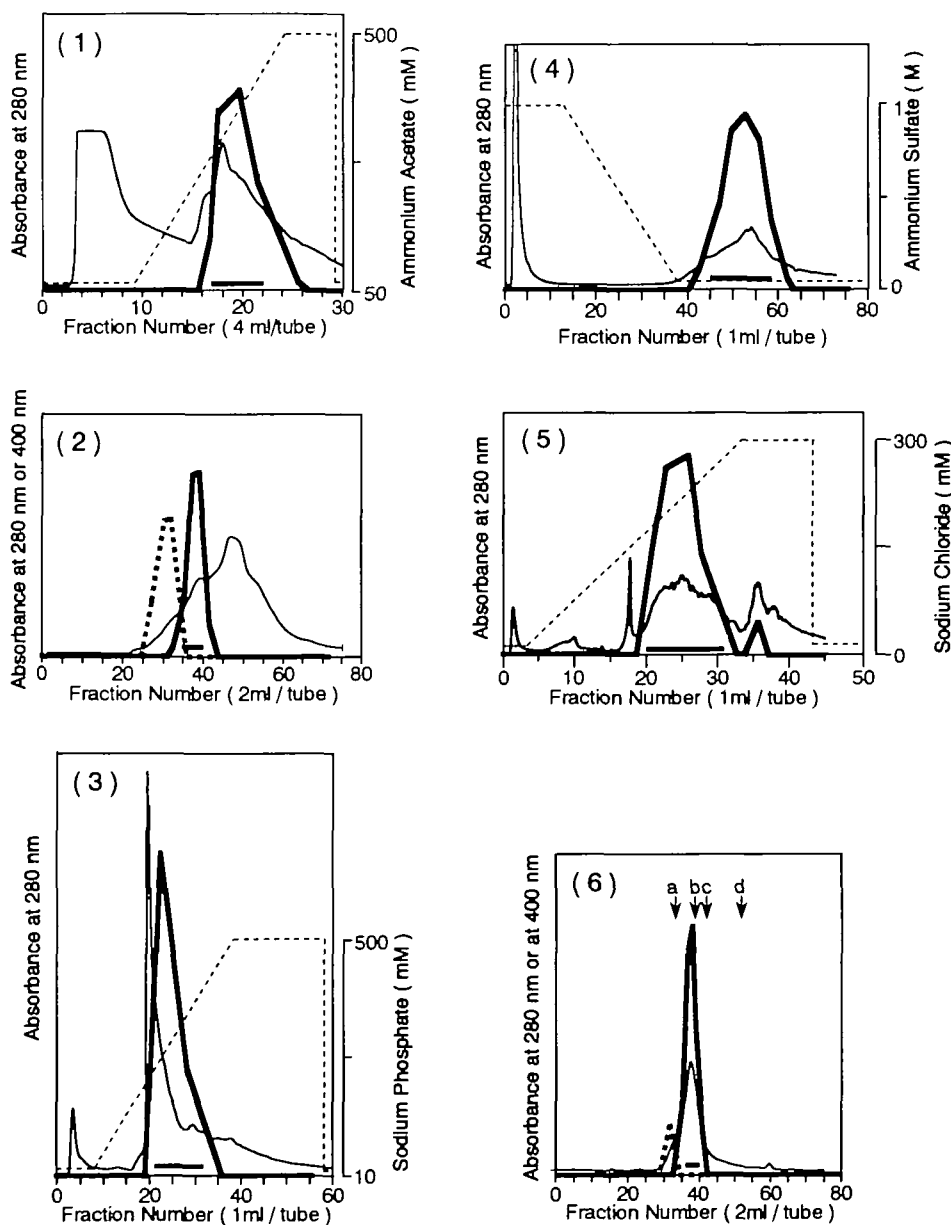 ( 1 )
Absorbance at 280 nm
500
50
Ammonium Acetate ( mM )
0 10 20 30
Fraction Number ( 4 ml/tube )
( 2 )
Absorbance at 280 nm or 400 nm
0 20 40 60 80
Fraction Number ( 2ml / tube )
( 3 )
Absorbance at 280 nm
500
10
Sodium Phosphate ( mM )
0 20 40 60
Fraction Number ( 1ml / tube )
( 4 )
Absorbance at 280 nm
1
0
Ammonium Sulfate ( M )
0 20 40 60 80
Fraction Number ( 1ml / tube )
( 5 )
Absorbance at 280 nm
300
0
Sodium Chloride ( mM )
0 10 20 30 40 50
Fraction Number ( 1ml / tube )
( 6 )
a b c d
Absorbance at 280 nm or at 400 nm
0 20 40 60 80
Fraction Number ( 2ml / tube )